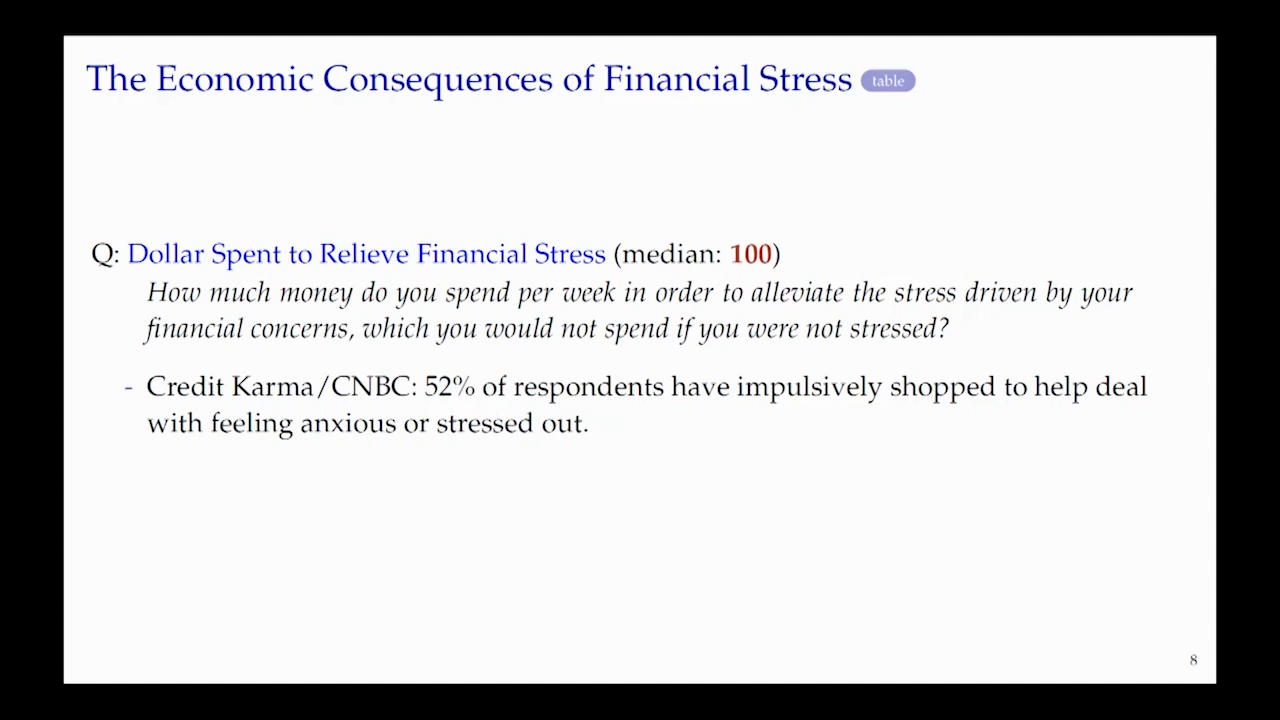 The Economic Consequences of Financial Stress table
Q: Dollar Spent to Relieve Financial Stress (median: 100)
How much money do you spend per week in order to alleviate the stress driven by your
financial concerns, which you would not spend if you were not stressed?
- Credit Karma/CNBC: 52% of respondents have impulsively shopped to help deal
with feeling anxious or stressed out.
8